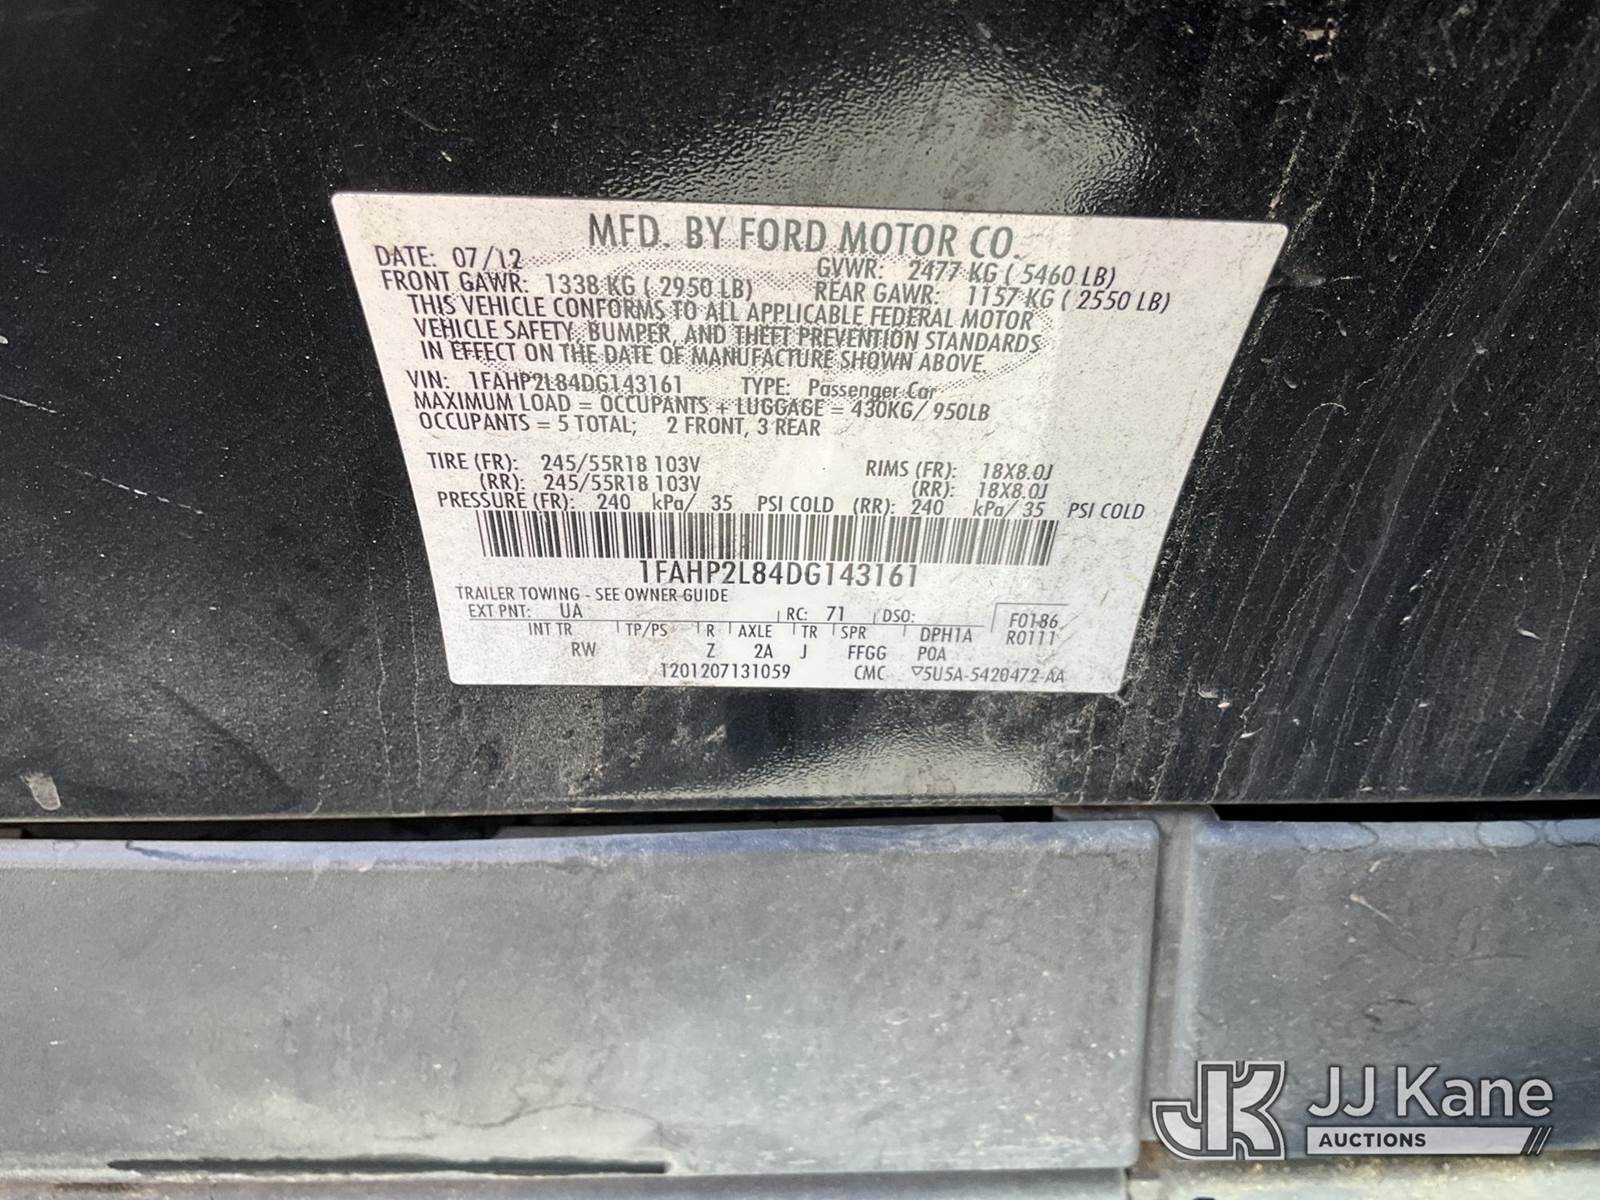 MFD. BY FORD MOTOR CO.
DATE: 07/12 GVWR: 2477 KG ( 5460 LB)
FRONT GAWR: 1338 KG ( 2950 LB) REAR GAWR: 1157 KG ( 2550 LB)
THIS VEHICLE CONFORMS TO ALL APPLICABLE FEDERAL MOTOR
VEHICLE SAFETY, BUMPER, AND THEFT PREVENTION STANDARDS
IN EFFECT ON THE DATE OF MANUFACTURE SHOWN ABOVE.
VIN: 1FAHP2L84DG143161 TYPE: Passenger Car
MAXIMUM LOAD = OCCUPANTS + LUGGAGE = 430KG/ 950LB
OCCUPANTS = 5 TOTAL; 2 FRONT, 3 REAR
TIRE (FR): 245/55R18 103V RIMS (FR): 18X8.0J
(RR): 245/55R18 103V (RR): 18X8.0J
PRESSURE (FR): 240 kPa/ 35 PSI COLD (RR): 240 kPa/ 35 PSI COLD
1FAHP2L84DG143161
TRAILER TOWING - SEE OWNER GUIDE
EXT PNT: UA RC: 71 DSO: F0186
INT TR TP/PS R AXLE TR SPR DPH1A R0111
RW Z 2A J FFGG P0A
T201207131059 CMC ▽5U5A-5420472-AA
JK JJ Kane
AUCTIONS